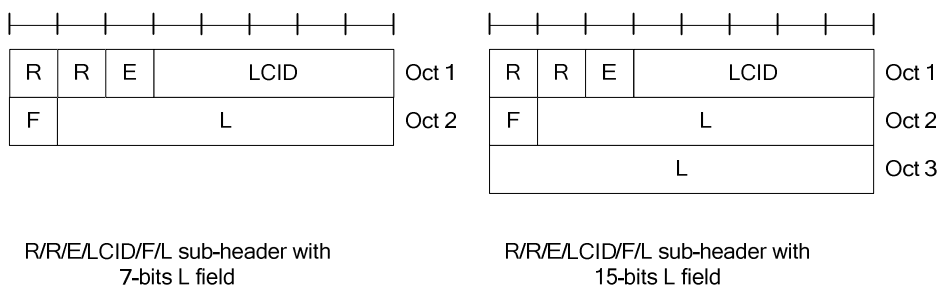 R R E LCID Oct 1
F L Oct 2
R/R/E/LCID/F/L sub-header with
7-bits L field
R R E LCID Oct 1
F L Oct 2
L Oct 3
R/R/E/LCID/F/L sub-header with
15-bits L field